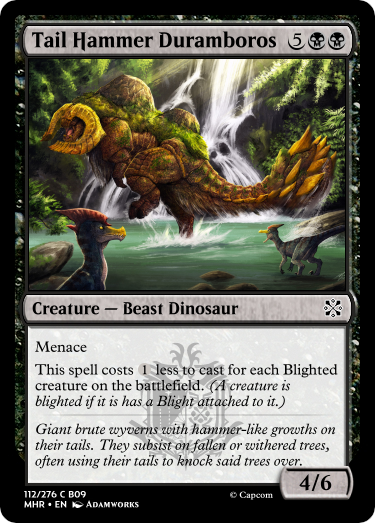 Tail Hammer Duramboros 5
Creature — Beast Dinosaur
Menace
This spell costs 1 less to cast for each Blighted
creature on the battlefield. (A creature is
blighted if it is has a Blight attached to it.)
Giant brute wyverns with hammer-like growths on
their tails. They subsist on fallen or withered trees,
often using their tails to knock said trees over.
4/6
112/276 C B09
MHR • EN Adamworks
© Capcom